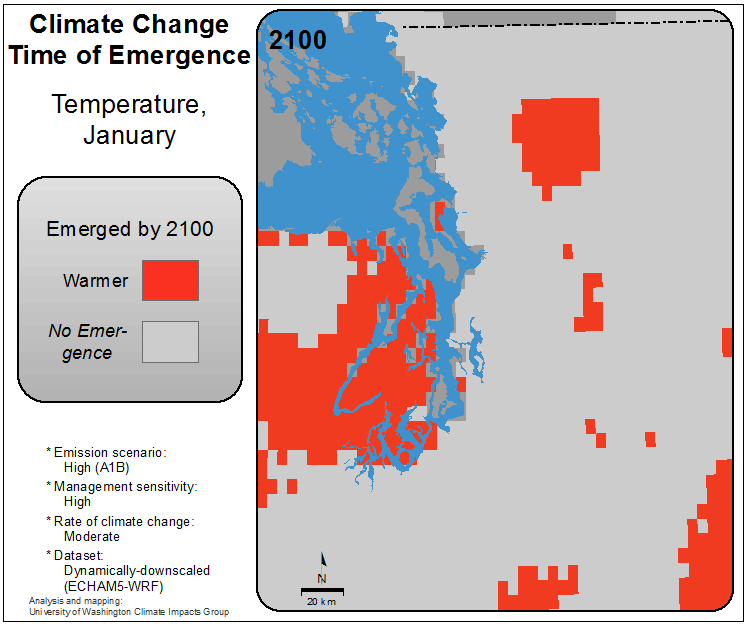 Climate Change
Time of Emergence
Temperature,
January
Emerged by 2100
Warmer
No Emer-
gence
* Emission scenario:
High (A1B)
* Management sensitivity:
High
* Rate of climate change:
Moderate
* Dataset:
Dynamically-downscaled
(ECHAM5-WRF)
Analysis and mapping:
University of Washington Climate Impacts Group
2100
N
20 km